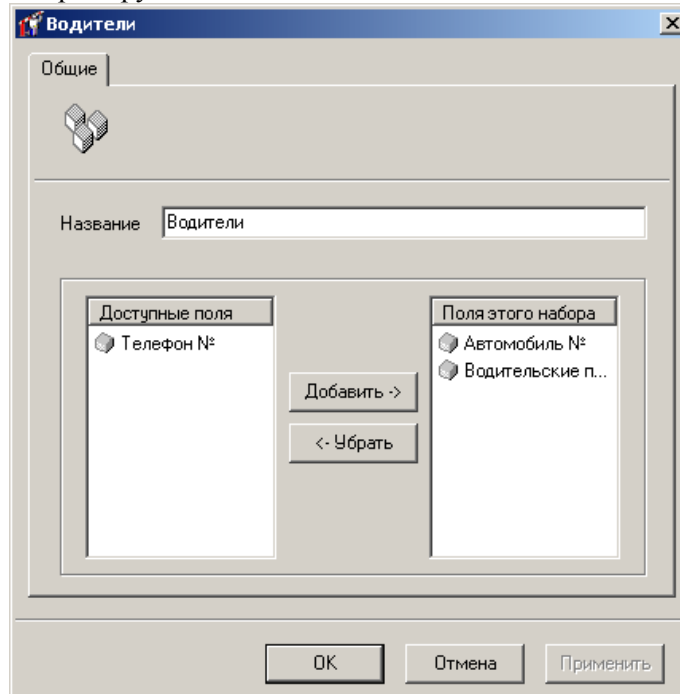 Водители
Общие
Название Водители
Доступные поля
Телефон №
Добавить ->
<- Убрать
Поля этого набора
Автомобиль №
Водительские п...
OK
Отмена
Применить